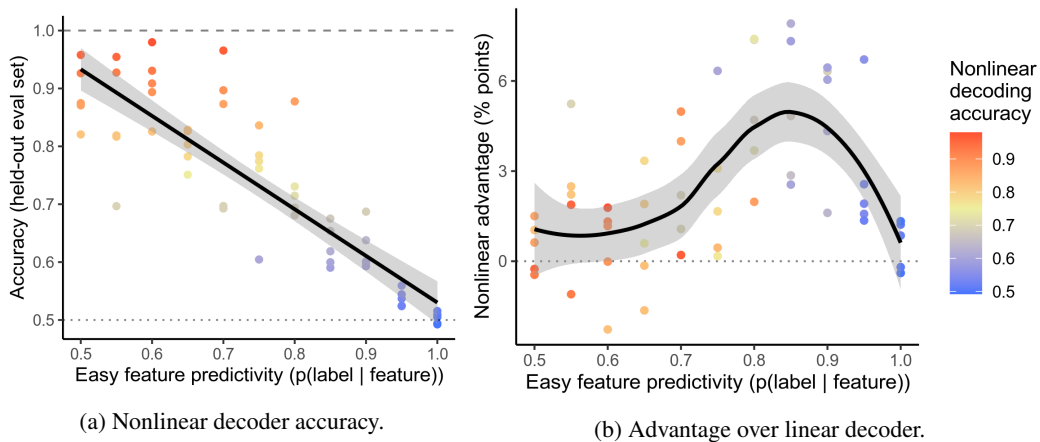 Accuracy (held-out eval set)
1.0
0.9
0.8
0.7
0.6
0.5
0.5 0.6 0.7 0.8 0.9 1.0
Easy feature predictivity (p(label | feature))
(a) Nonlinear decoder accuracy.
Nonlinear advantage (% points)
6
3
0
0.5 0.6 0.7 0.8 0.9 1.0
Easy feature predictivity (p(label | feature))
(b) Advantage over linear decoder.
Nonlinear
decoding
accuracy
0.9
0.8
0.7
0.6
0.5